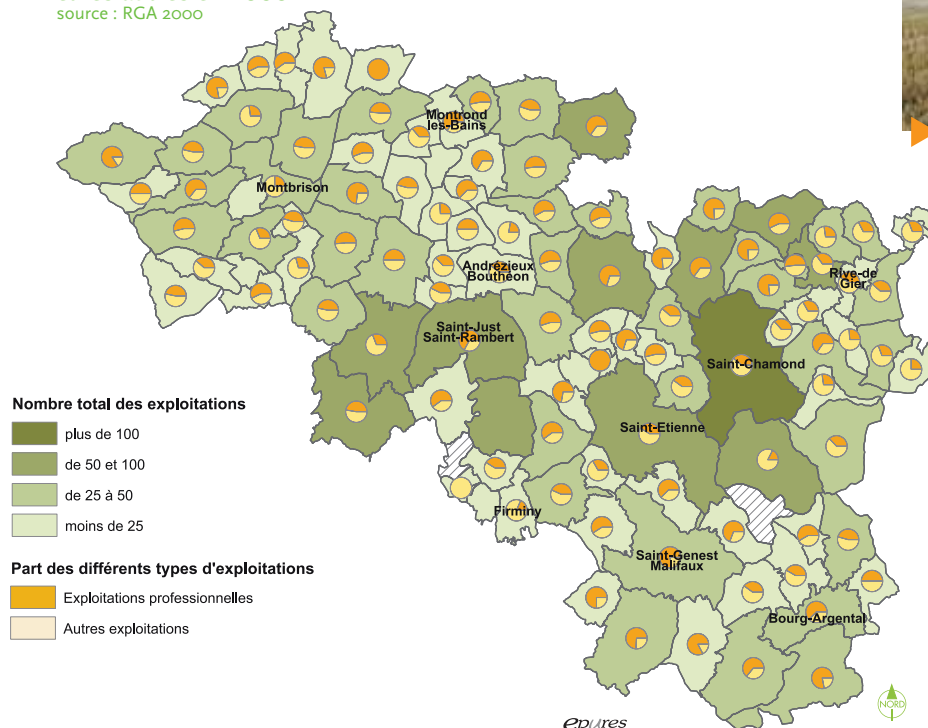 source : RGA 2000
Montrond
les-Bains
Montbrison
Andrézieux
Bouthéon
Rive-de
Gier
Saint-Just
Saint-Rambert
Saint-Chamond
Nombre total des exploitations
plus de 100
de 50 et 100
de 25 à 50
moins de 25
Saint-Etienne
Firminy
Saint-Genest
Malifaux
Part des différents types d'exploitations
Exploitations professionnelles
Autres exploitations
Bourg-Argental
NORD
epures